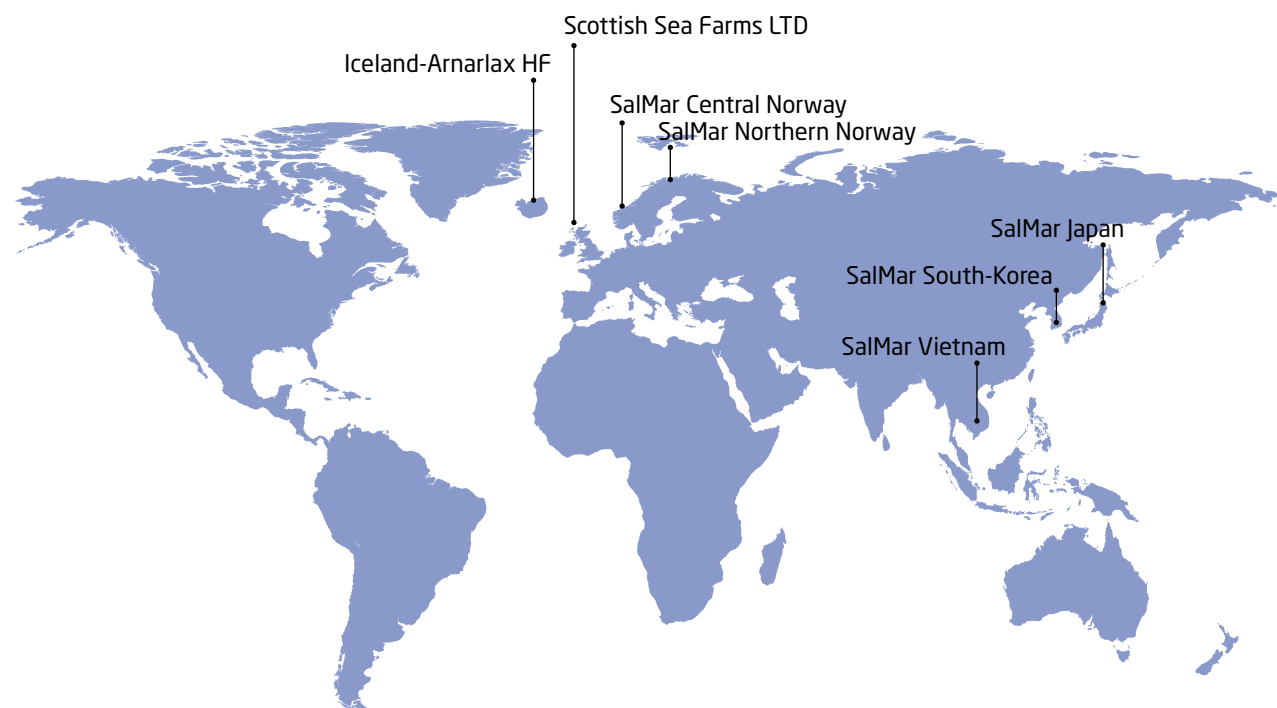 Scottish Sea Farms LTD
Iceland-Arnarlax HF
SalMar Central Norway
SalMar Northern Norway
SalMar Japan
SalMar South-Korea
SalMar Vietnam